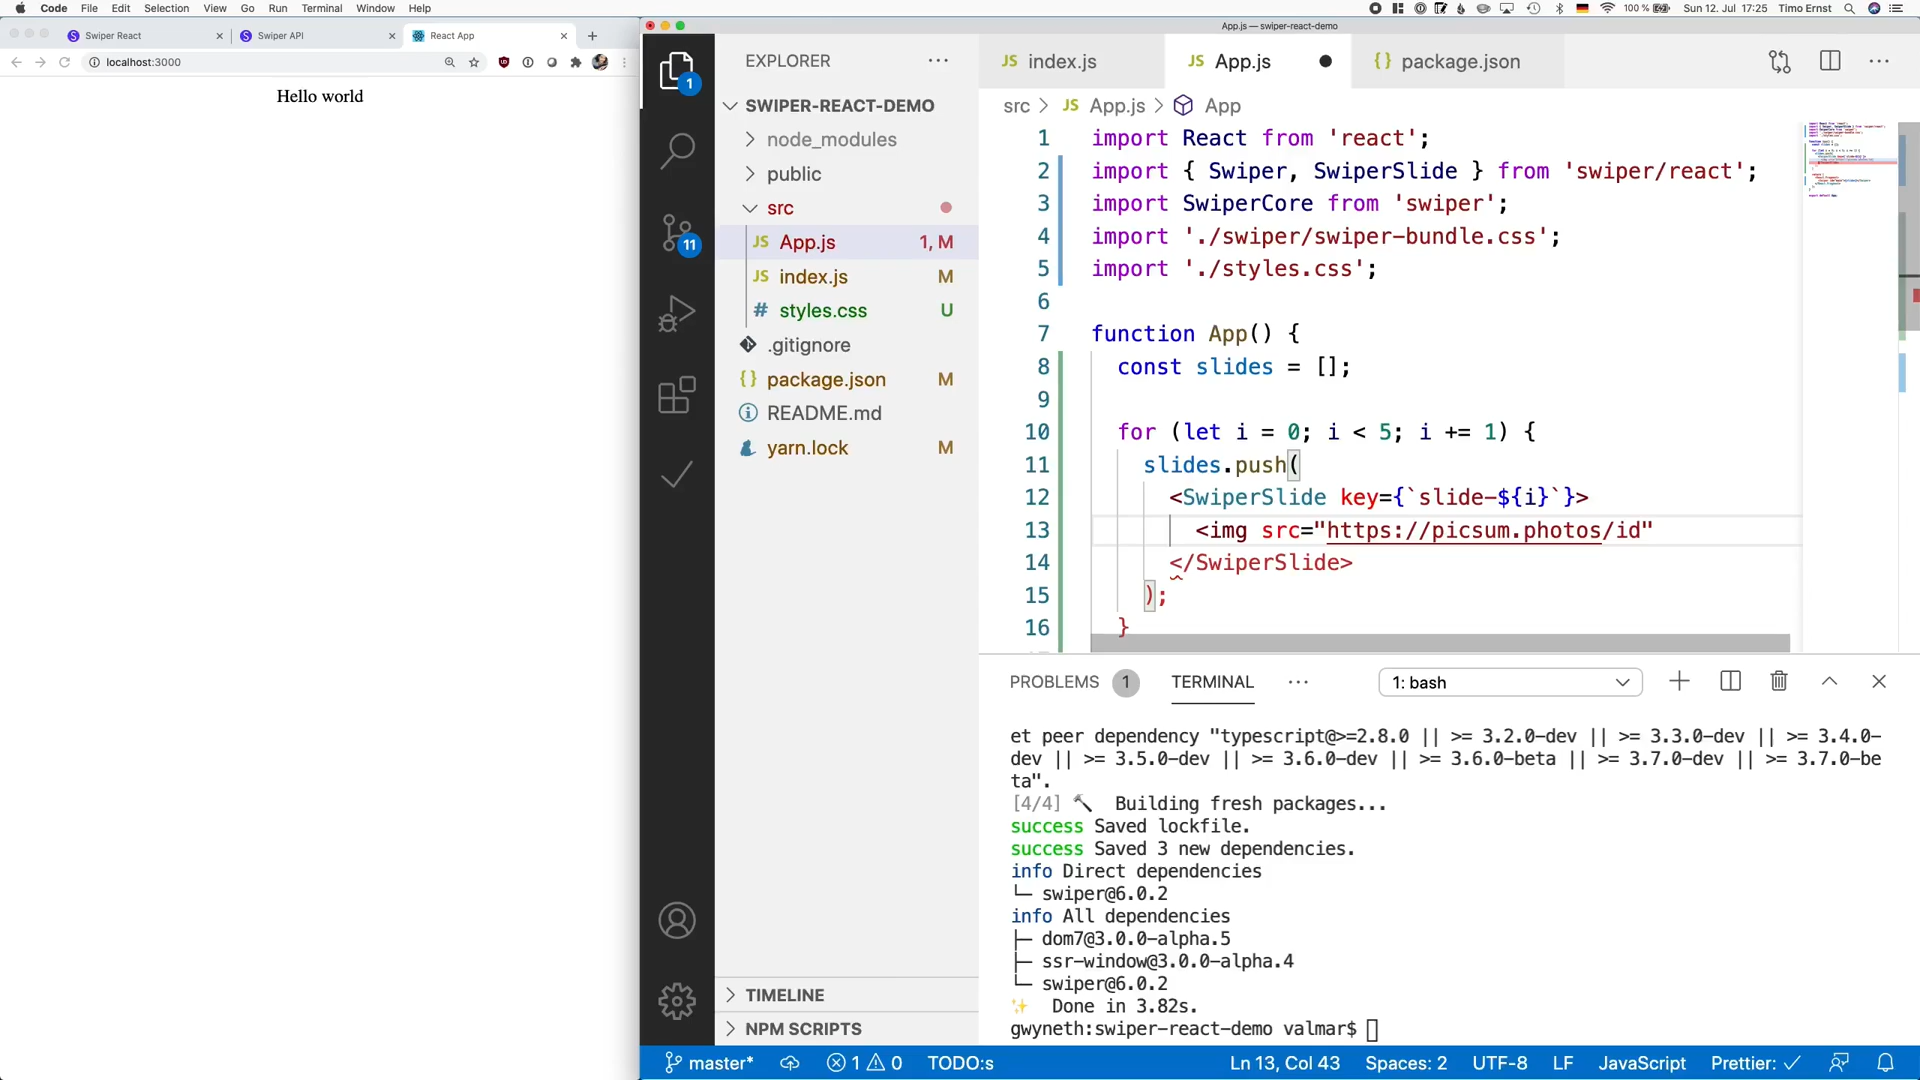 Code File Edit Selection View Go Run Terminal Window Help
100 % Sun 12. Jul 17:25 Timo Ernst
Swiper React
Swiper API
React App
localhost:3000
Hello world
App.js — swiper-react-demo
EXPLORER
SWIPER-REACT-DEMO
node_modules
public
src
JS App.js 1, M
JS index.js M
# styles.css U
.gitignore
{} package.json M
README.md
yarn.lock M
TIMELINE
NPM SCRIPTS
1
11
JS index.js
JS App.js
{} package.json
src > JS App.js > App
1 import React from 'react';
2 import { Swiper, SwiperSlide } from 'swiper/react';
3 import SwiperCore from 'swiper';
4 import './swiper/swiper-bundle.css';
5 import './styles.css';
6
7 function App() {
8 const slides = [];
9
10 for (let i = 0; i < 5; i += 1) {
11 slides.push(
12 <SwiperSlide key={`slide-${i}`}>
13 <img src="https://picsum.photos/id"
14 </SwiperSlide>
15 );
16 }
PROBLEMS 1 TERMINAL 1: bash
et peer dependency "typescript@>=2.8.0 || >= 3.2.0-dev || >= 3.3.0-dev || >= 3.4.0-
dev || >= 3.5.0-dev || >= 3.6.0-dev || >= 3.6.0-beta || >= 3.7.0-dev || >= 3.7.0-be
ta".
[4/4] 🔨 Building fresh packages...
success Saved lockfile.
success Saved 3 new dependencies.
info Direct dependencies
└─ swiper@6.0.2
info All dependencies
├─ dom7@3.0.0-alpha.5
├─ ssr-window@3.0.0-alpha.4
└─ swiper@6.0.2
✨ Done in 3.82s.
gwyneth:swiper-react-demo valmar$
master* 1 0 TODO:s Ln 13, Col 43 Spaces: 2 UTF-8 LF JavaScript Prettier: ✓